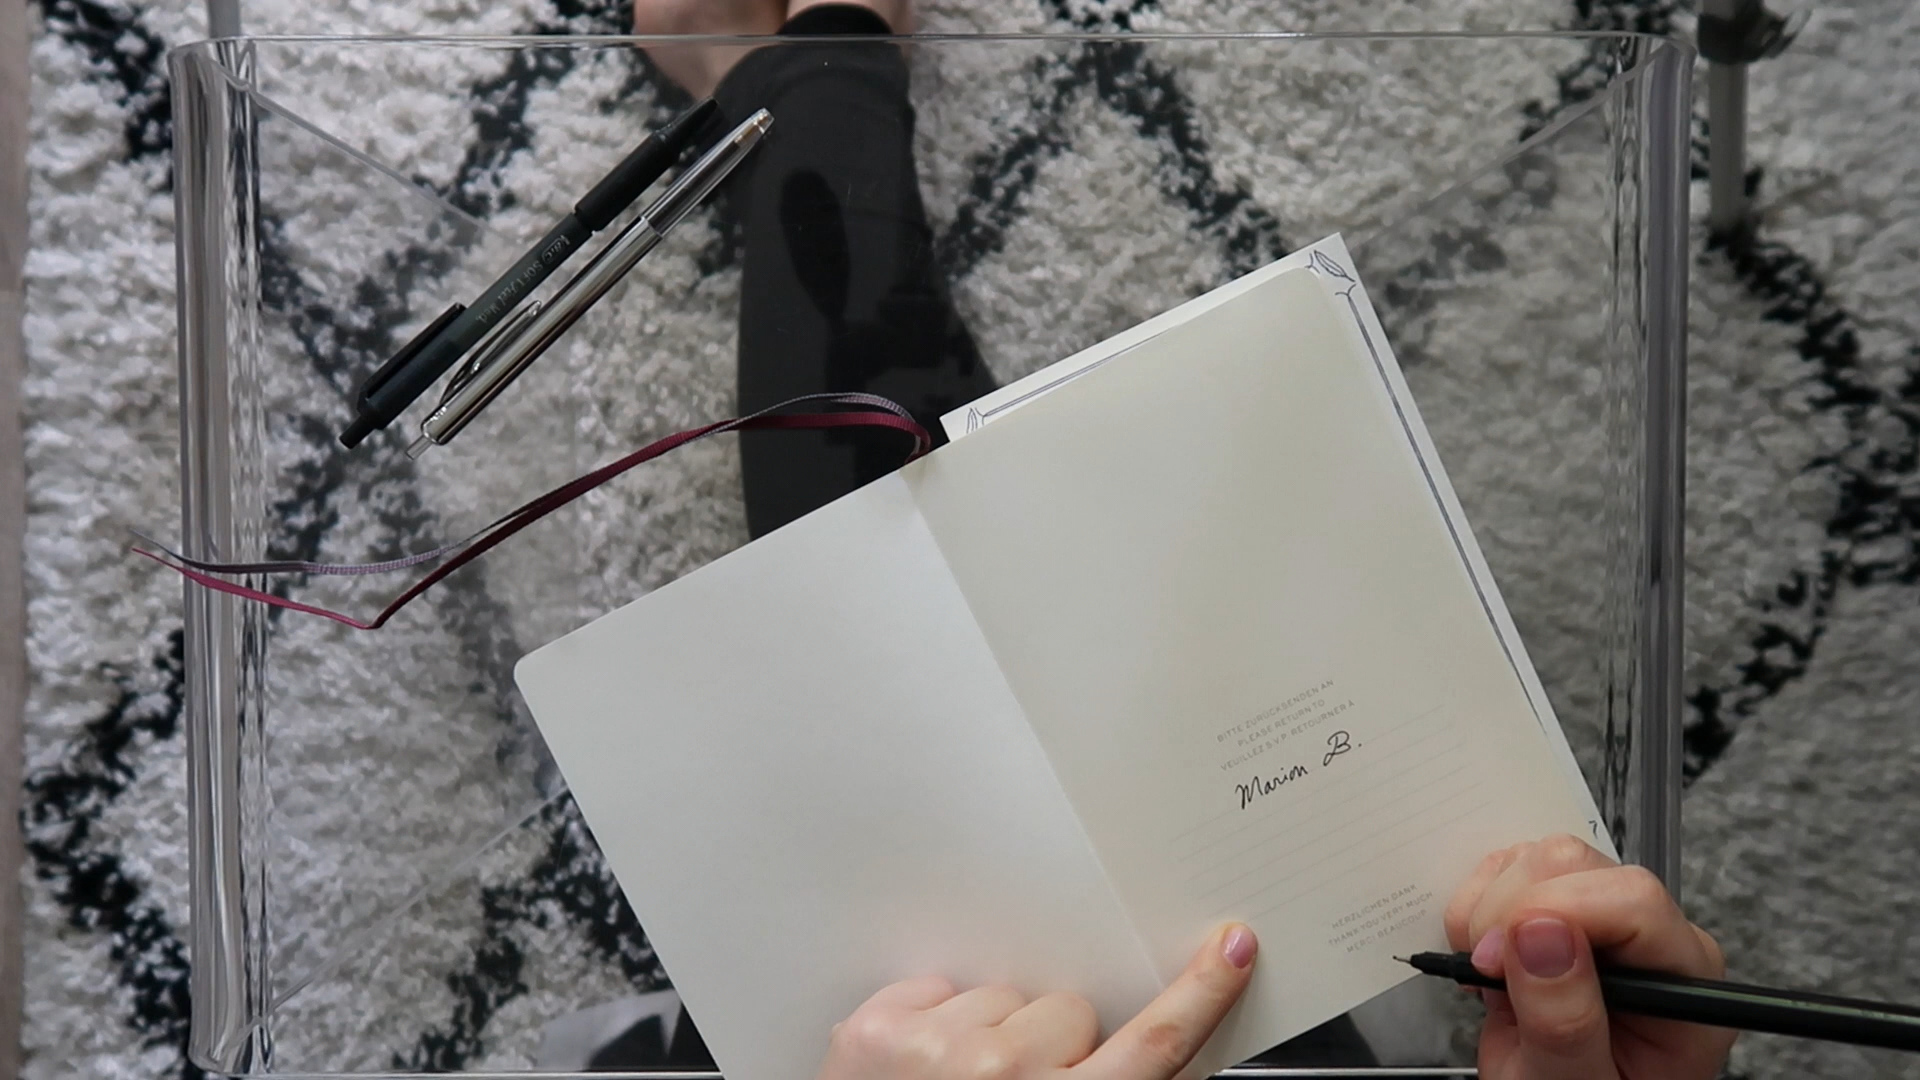 BITTE ZURÜCKSENDEN AN
PLEASE RETURN TO
VEUILLEZ S.V.P. RETOURNER À
Marion B.
HERZLICHEN DANK
THANK YOU VERY MUCH
MERCI BEAUCOUP
7